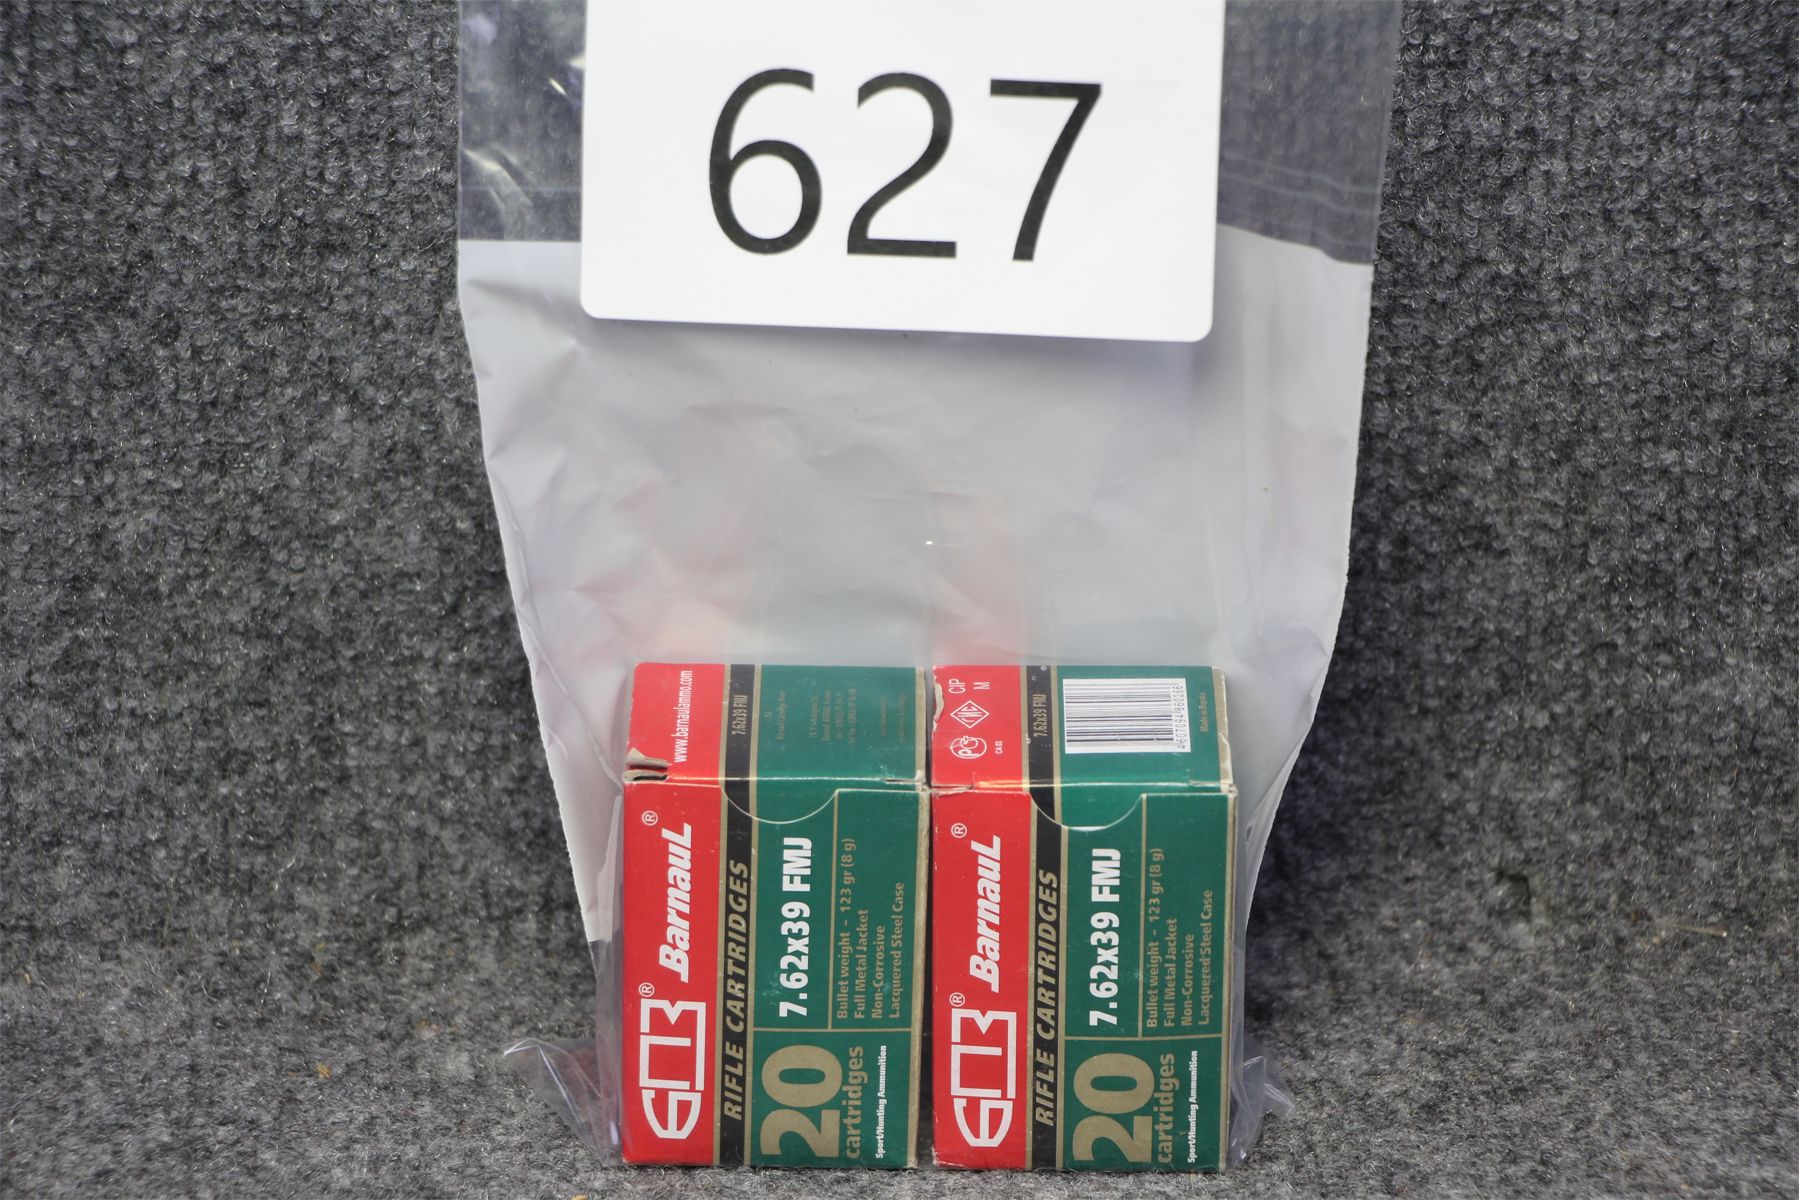 627
www.barnaulammo.com
7.62x39 FMJ
БПЗ®
Barnaul®
RIFLE CARTRIDGES
7.62x39 FMJ
Bullet weight – 123 gr (8 g)
Full Metal Jacket
Non-Corrosive
Lacquered Steel Case
20
cartridges
Sport/Hunting Ammunition
CIP
M
7.62x39 FMJ
4607094860266
Made in Russia
БПЗ®
Barnaul®
RIFLE CARTRIDGES
7.62x39 FMJ
Bullet weight – 123 gr (8 g)
Full Metal Jacket
Non-Corrosive
Lacquered Steel Case
20
cartridges
Sport/Hunting Ammunition